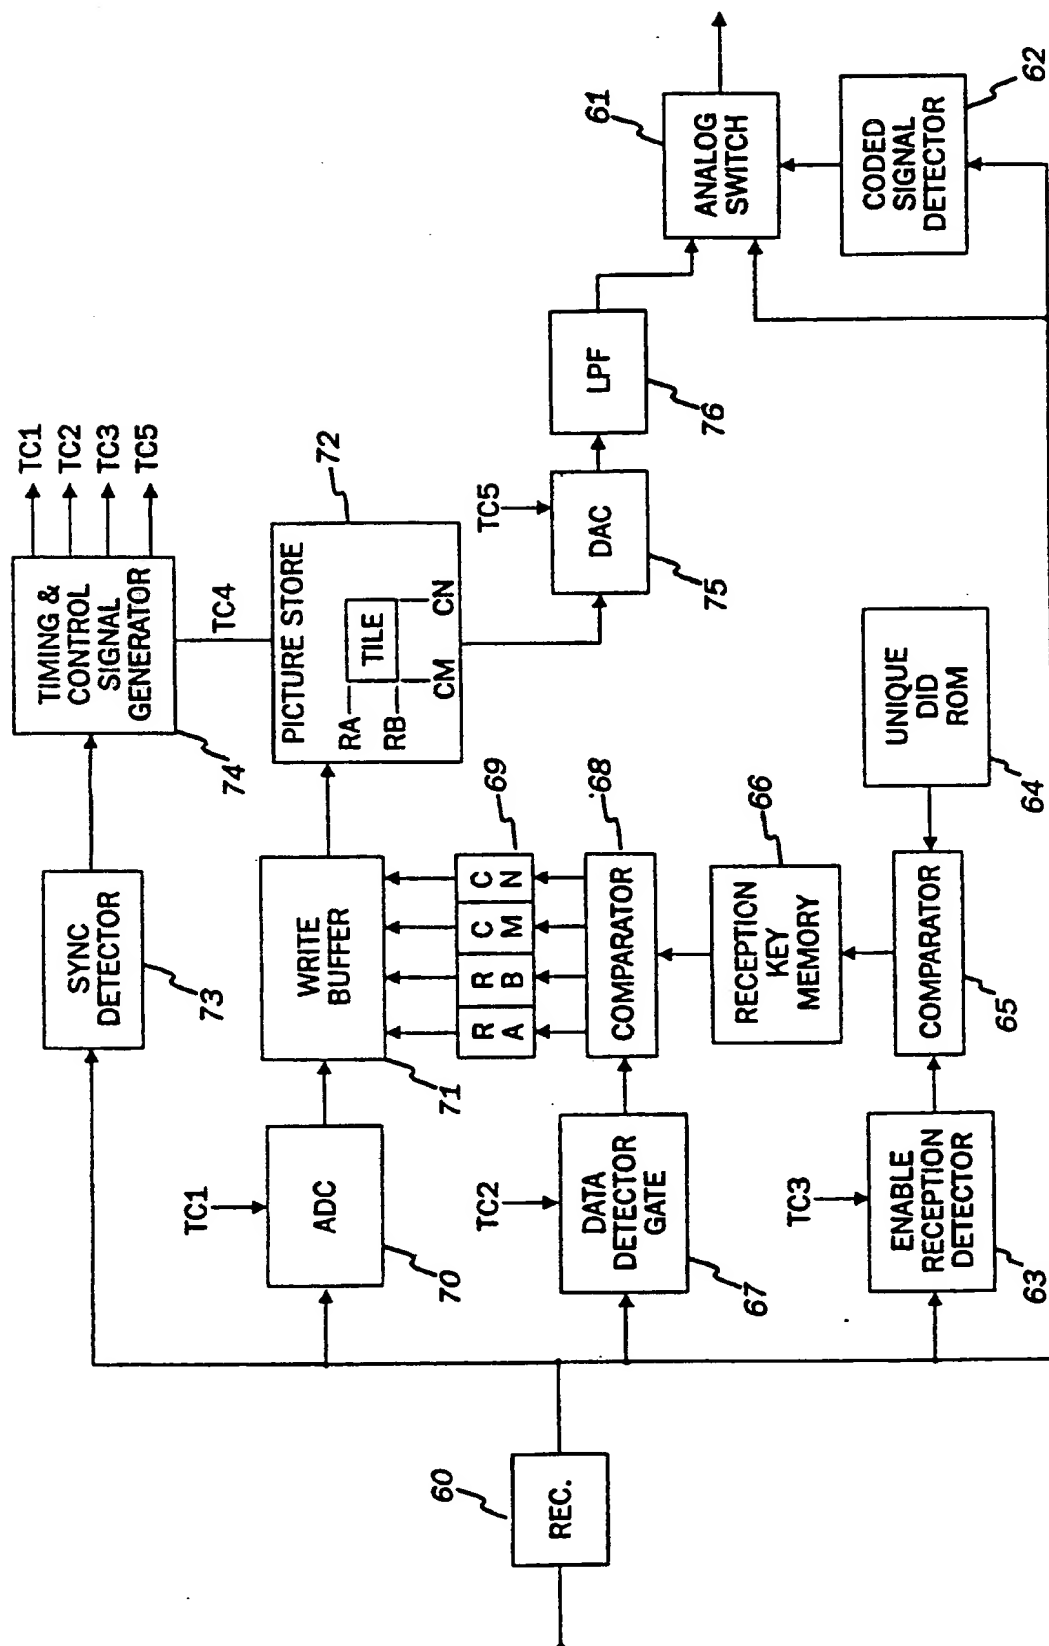 60
REC.
SYNC
DETECTOR
73
TIMING &
CONTROL
SIGNAL
GENERATOR
74
TC1
TC2
TC3
TC5
TC4
TC1
ADC
70
WRITE
BUFFER
71
PICTURE STORE
72
RA
RB
TILE
CM
CN
R
A
R
B
C
M
C
N
69
TC2
DATA
DETECTOR
GATE
67
COMPARATOR
68
RECEPTION
KEY
MEMORY
66
TC5
DAC
75
LPF
76
ANALOG
SWITCH
61
TC3
ENABLE
RECEPTION
DETECTOR
63
COMPARATOR
65
UNIQUE
DID
ROM
64
CODED
SIGNAL
DETECTOR
62